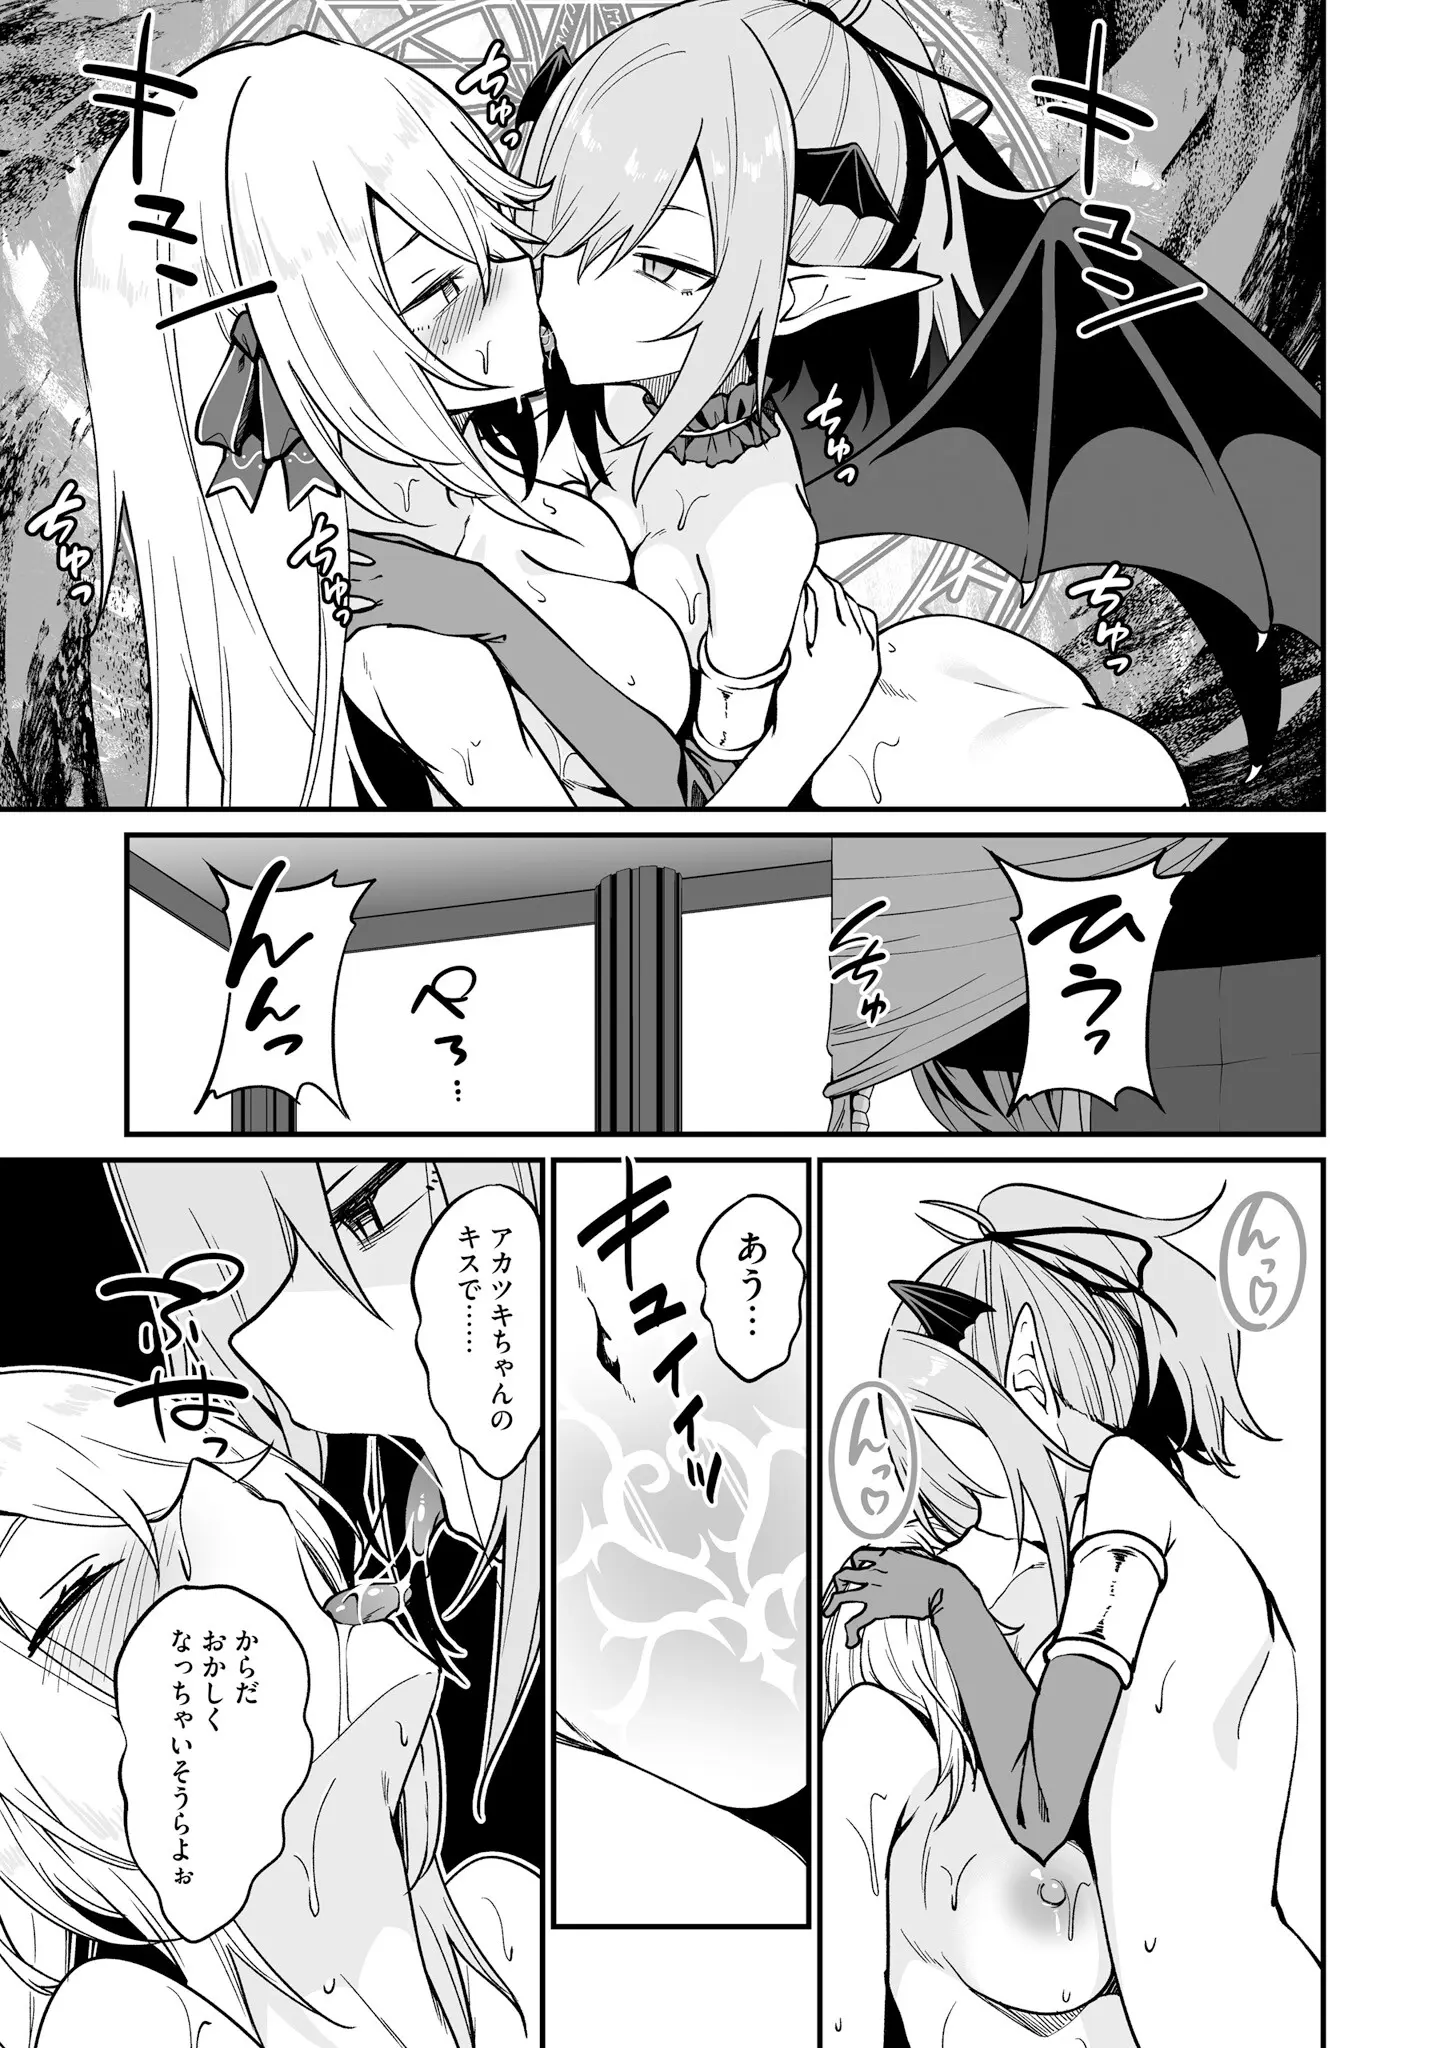 キュン
キュン
ちゅっ
ちゅっ
ちゅっ
ちゅっ
ちゅっ
ひうっ
くちゅ
ぺろ…
んんっ
んっ♡
んっ♡
あう…
キュイィッ
アカツキちゃんの
キスで……
ぷはっ
からだ
おかしく
なっちゃいそうらよぉ